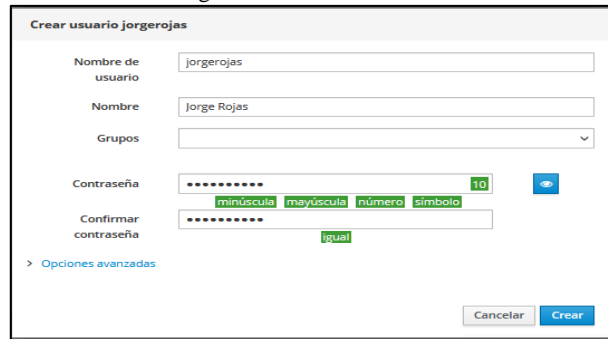 Crear usuario jorgerojas
Nombre de usuario
jorgerojas
Nombre
Jorge Rojas
Grupos
Contraseña
••••••••••
10
minúscula mayúscula número símbolo
Confirmar contraseña
••••••••••
igual
> Opciones avanzadas
Cancelar Crear